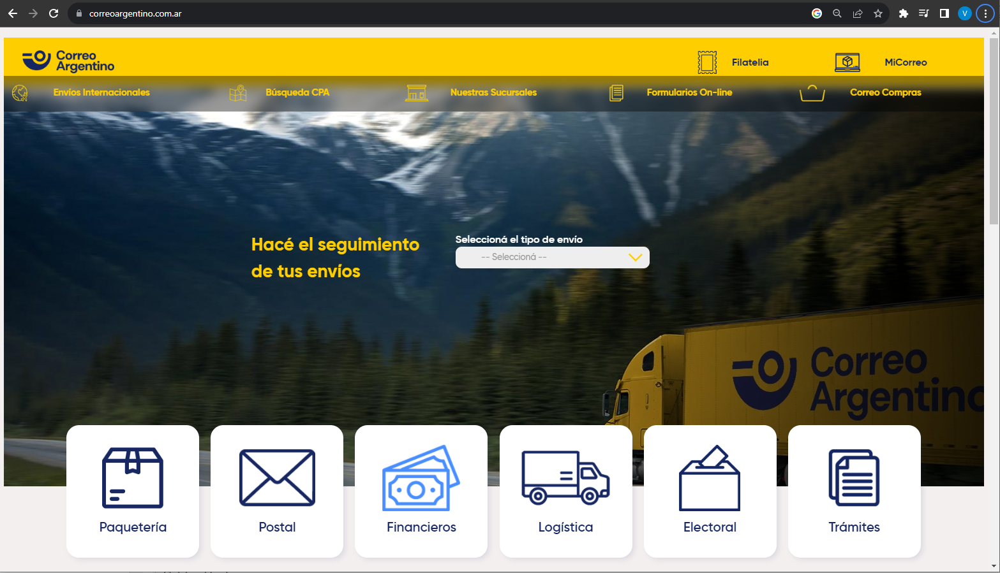 correoargentino.com.ar
V
Correo
Argentino
Filatelia
MiCorreo
Envíos Internacionales
Búsqueda CPA
Nuestras Sucursales
Formularios On-line
Correo Compras
Hacé el seguimiento
de tus envíos
Seleccioná el tipo de envío
-- Seleccioná --
Correo
Argentino
Paquetería
Postal
Financieros
Logística
Electoral
Trámites